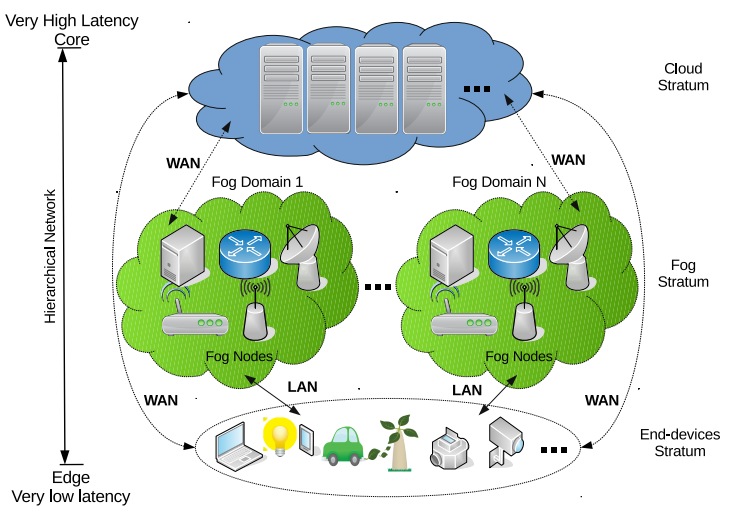 Very High Latency
Core
Cloud
Stratum
WAN
WAN
Fog Domain 1
Fog Domain N
Hierarchical Network
Fog
Stratum
Fog Nodes
Fog Nodes
LAN
LAN
WAN
WAN
End-devices
Stratum
Edge
Very low latency